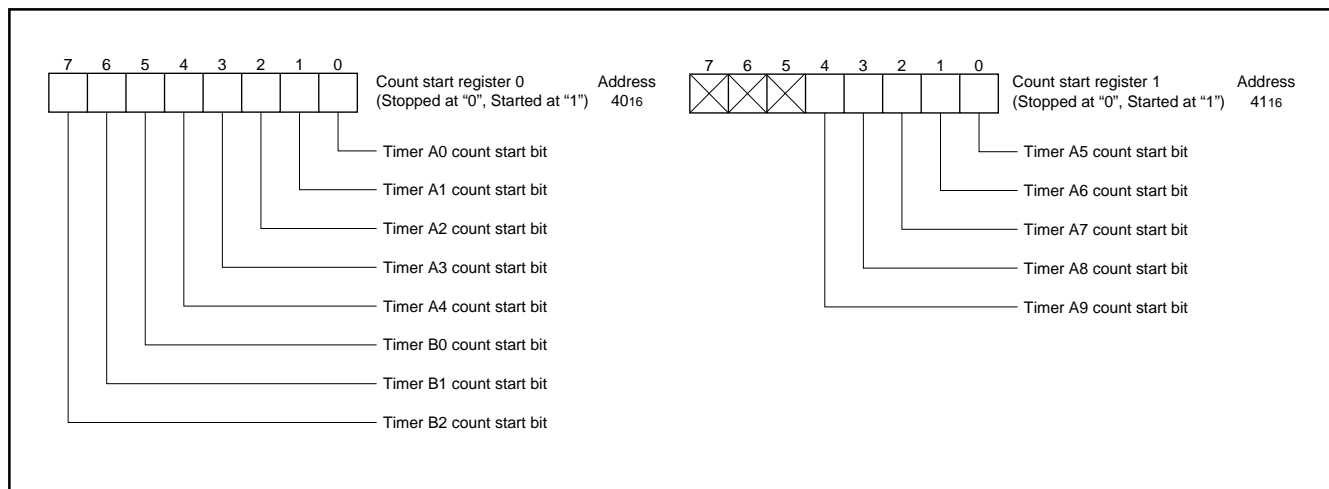 7 6 5 4 3 2 1 0
Count start register 0 Address
(Stopped at “0”, Started at “1”) 4016
Timer A0 count start bit
Timer A1 count start bit
Timer A2 count start bit
Timer A3 count start bit
Timer A4 count start bit
Timer B0 count start bit
Timer B1 count start bit
Timer B2 count start bit
7 6 5 4 3 2 1 0
Count start register 1 Address
(Stopped at “0”, Started at “1”) 4116
Timer A5 count start bit
Timer A6 count start bit
Timer A7 count start bit
Timer A8 count start bit
Timer A9 count start bit